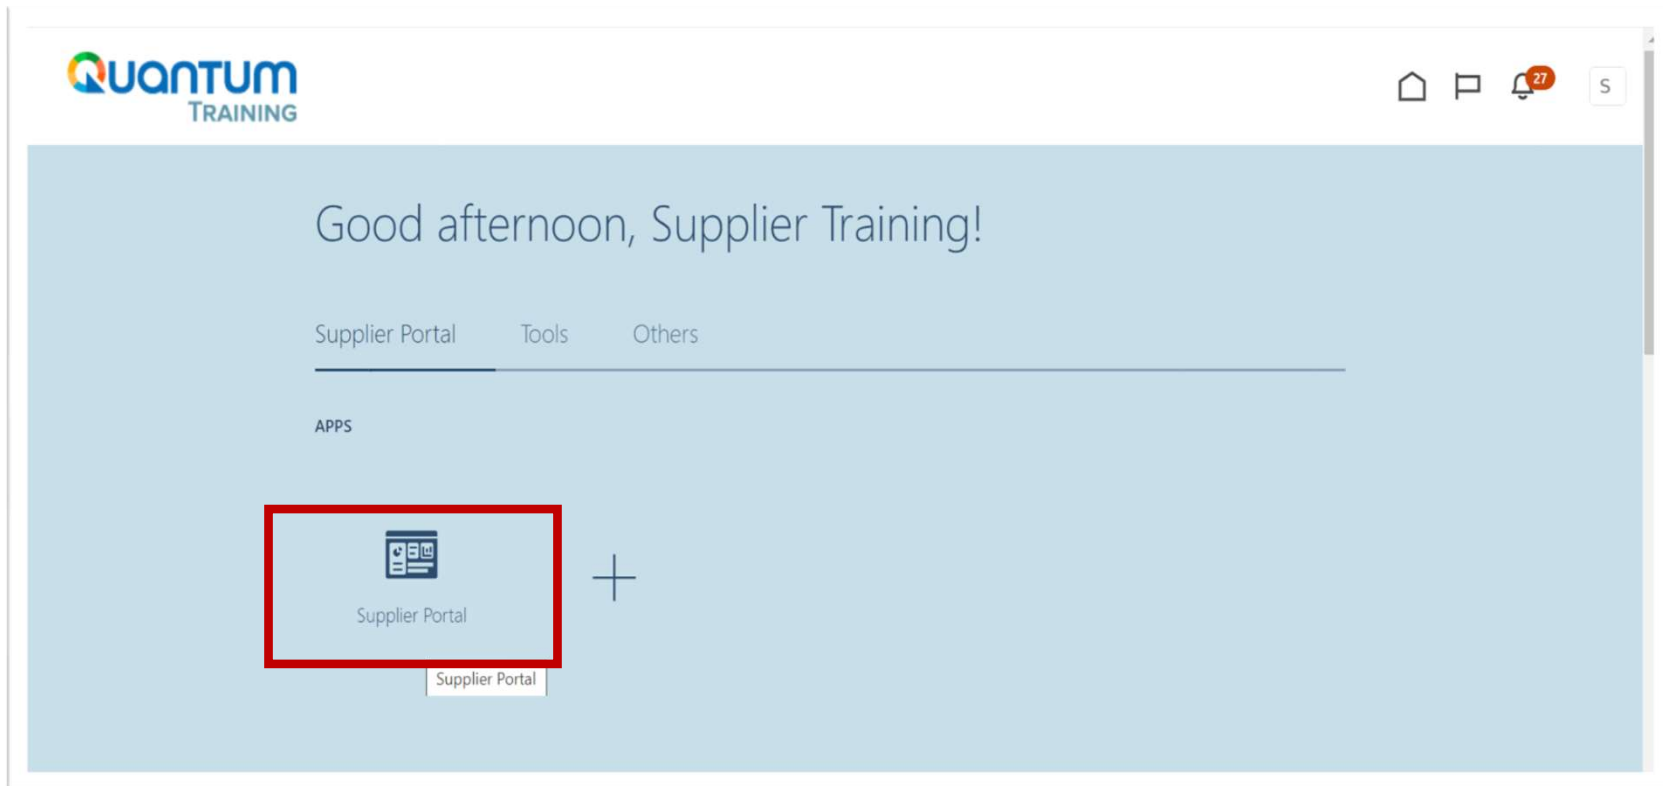 QUANTUM
TRAINING
27
S
Good afternoon, Supplier Training!
Supplier Portal Tools Others
APPS
Supplier Portal
Supplier Portal